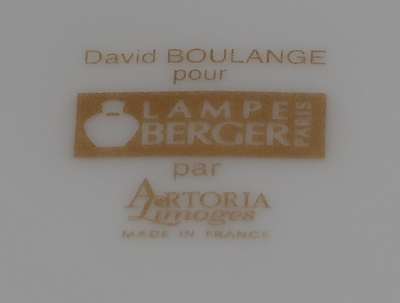 David BOULANGE
pour
LAMPE
BERGER
PARIS
par
ARTORIA
Limoges
MADE IN FRANCE